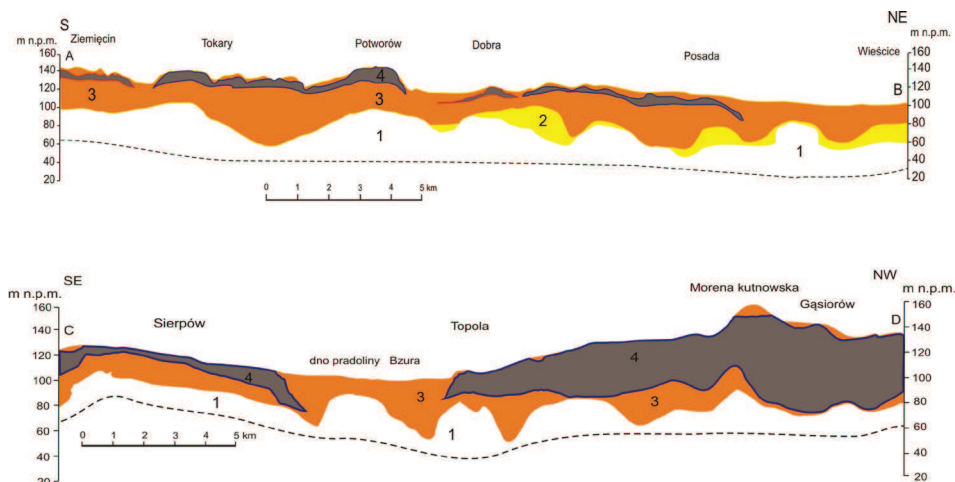 S NE
m n.p.m. Ziemięcin Tokary Potworów Dobra Posada Wieścice m n.p.m.
160 A 160
140 4 140
120 120
3 3 B
100 100
80 2 80
60 1 1 60
40 40
20 20
0 1 2 3 4 5 km
SE NW
m n.p.m. Morena kutnowska m n.p.m.
160 Gąsiorów 160
140 C Sierpów Topola D 140
120 dno pradoliny Bzura 4 120
100 4 100
80 1 3 3 80
60 1 60
40 0 1 2 3 4 5 km 40
20 20